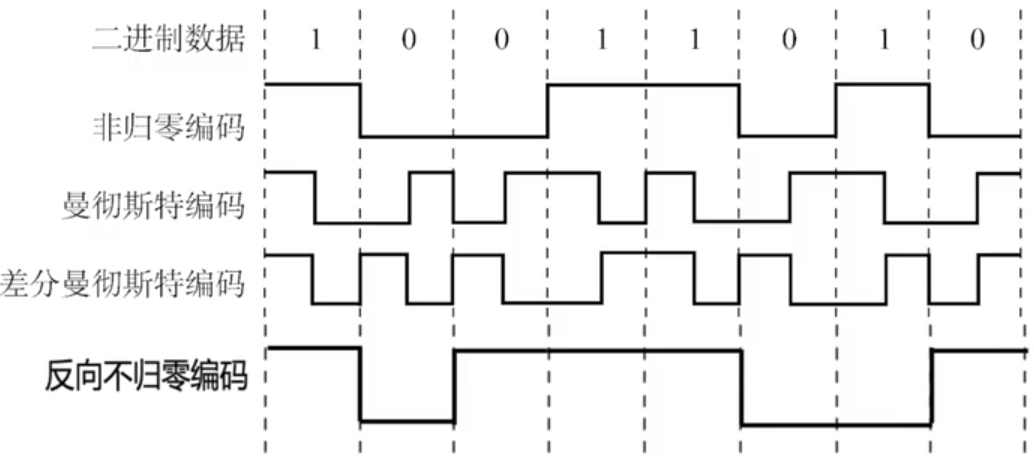 二进制数据 1 0 0 1 1 0 1 0
非归零编码
曼彻斯特编码
差分曼彻斯特编码
反向不归零编码